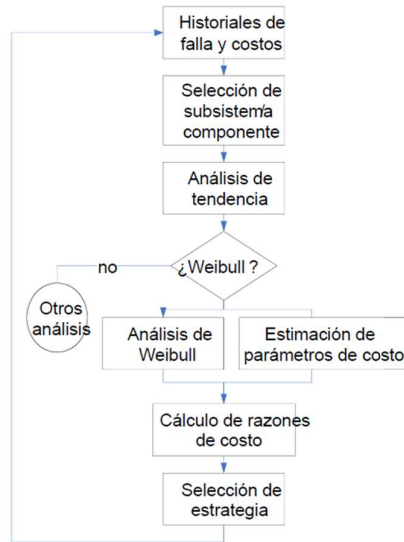 Historiales de
falla y costos
Selección de
subsistema/
componente
Análisis de
tendencia
¿Weibull ?
no
Otros
análisis
Análisis de
Weibull
Estimación de
parámetros de costo
Cálculo de razones
de costo
Selección de
estrategia